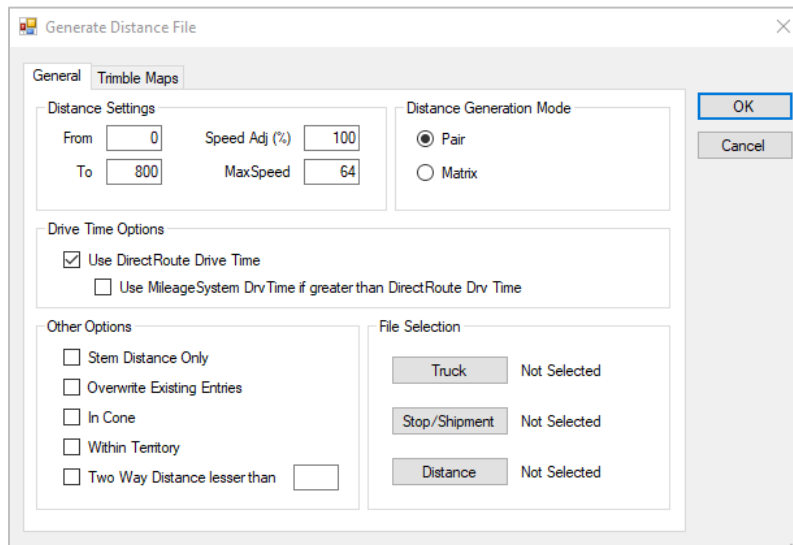 Generate Distance File
General Trimble Maps
Distance Settings
From 0 Speed Adj (%) 100
To 800 MaxSpeed 64
Distance Generation Mode
Pair
Matrix
OK
Cancel
Drive Time Options
Use DirectRoute Drive Time
Use MileageSystem DrvTime if greater than DirectRoute Drv Time
Other Options
Stem Distance Only
Overwrite Existing Entries
In Cone
Within Territory
Two Way Distance lesser than
File Selection
Truck Not Selected
Stop/Shipment Not Selected
Distance Not Selected